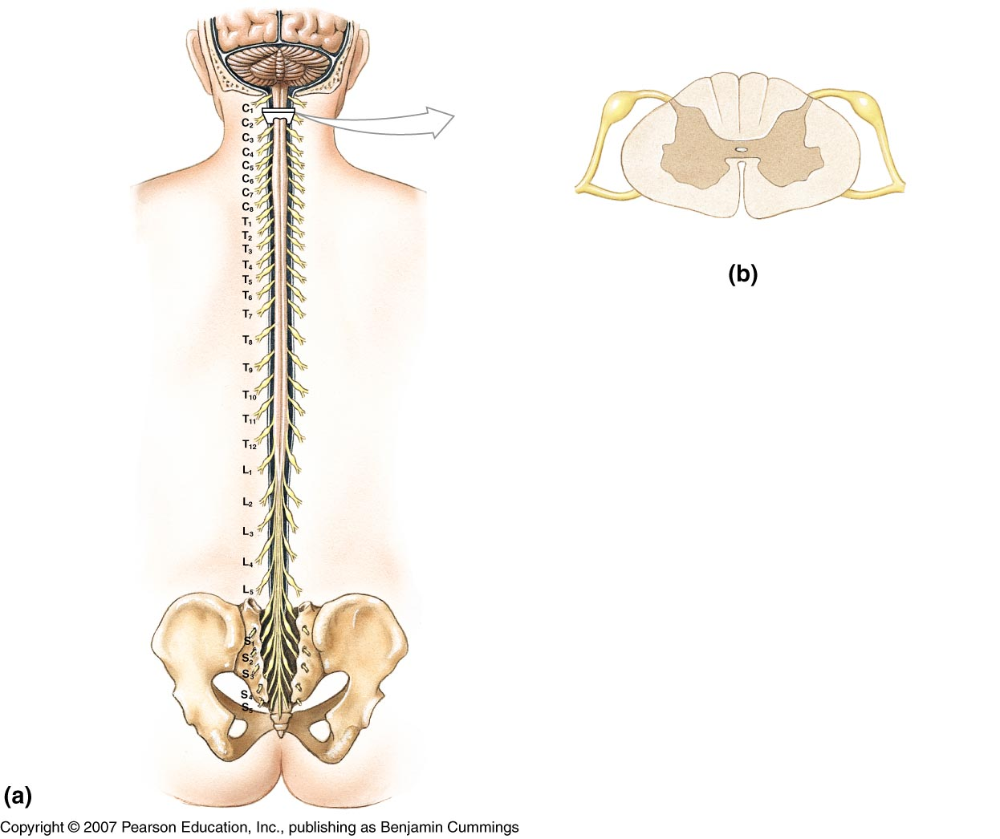 C₁
C₂
C₃
C₄
C₅
C₆
C₇
C₈
T₁
T₂
T₃
T₄
T₅
T₆
T₇
T₈
T₉
T₁₀
T₁₁
T₁₂
L₁
L₂
L₃
L₄
L₅
S₁
S₂
S₃
S₄
S₅
(a)
(b)
Copyright © 2007 Pearson Education, Inc., publishing as Benjamin Cummings